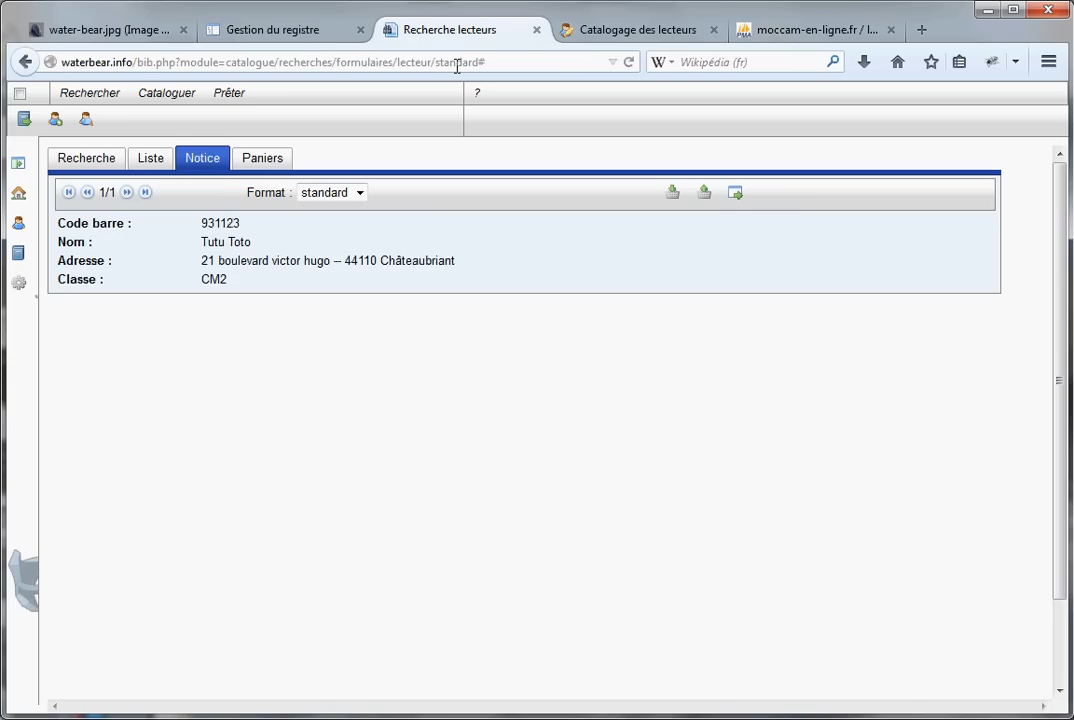 water-bear.jpg (Image ...
Gestion du registre
Recherche lecteurs
Catalogage des lecteurs
moccam-en-ligne.fr / I...
waterbear.info/bib.php?module=catalogue/recherches/formulaires/lecteur/standard#
W
Wikipédia (fr)
Rechercher Cataloguer Prêter ?
Recherche Liste Notice Paniers
1/1 Format : standard
Code barre : 931123
Nom : Tutu Toto
Adresse : 21 boulevard victor hugo -- 44110 Châteaubriant
Classe : CM2